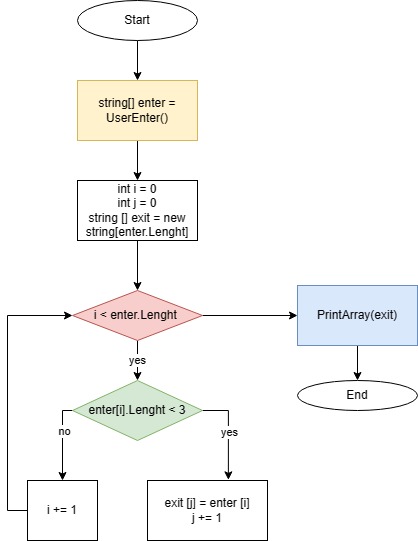 Start
string[] enter =
UserEnter()
int i = 0
int j = 0
string [] exit = new
string[enter.Lenght]
i < enter.Lenght
PrintArray(exit)
yes
End
enter[i].Lenght < 3
no
yes
i += 1
exit [j] = enter [i]
j += 1